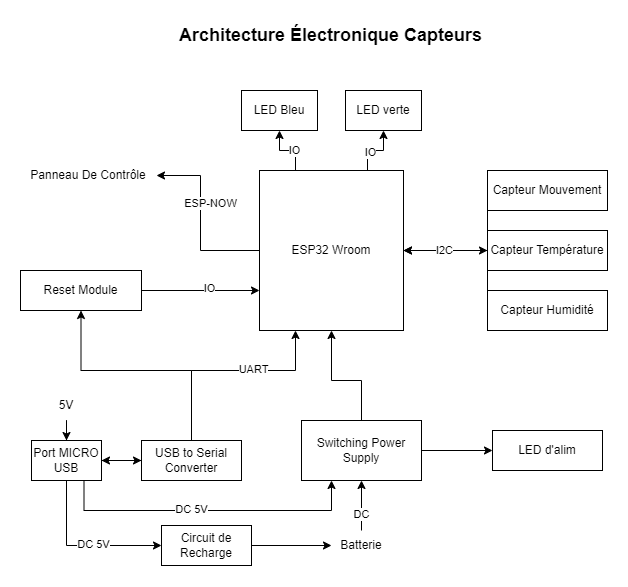 Architecture Électronique Capteurs
LED Bleu
LED verte
IO
IO
Panneau De Contrôle
ESP-NOW
Capteur Mouvement
ESP32 Wroom
I2C
Capteur Température
Reset Module
IO
Capteur Humidité
UART
5V
Port MICRO
USB
USB to Serial
Converter
Switching Power
Supply
LED d'alim
DC 5V
DC
DC 5V
Circuit de
Recharge
Batterie